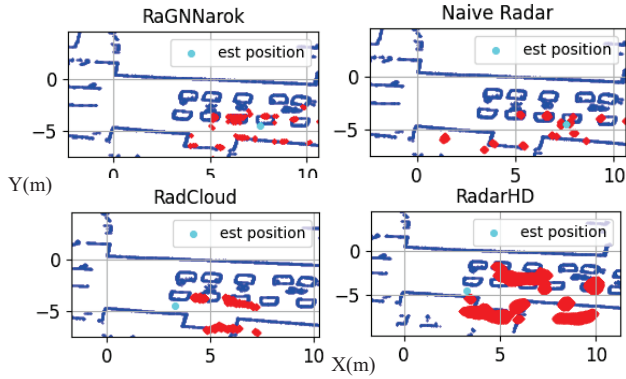 RaGNNarok
Naive Radar
est position
est position
0
0
−5
−5
0
5
10
0
5
10
Y(m)
RadCloud
RadarHD
est position
est position
0
0
−5
−5
0
5
10
0
5
10
X(m)